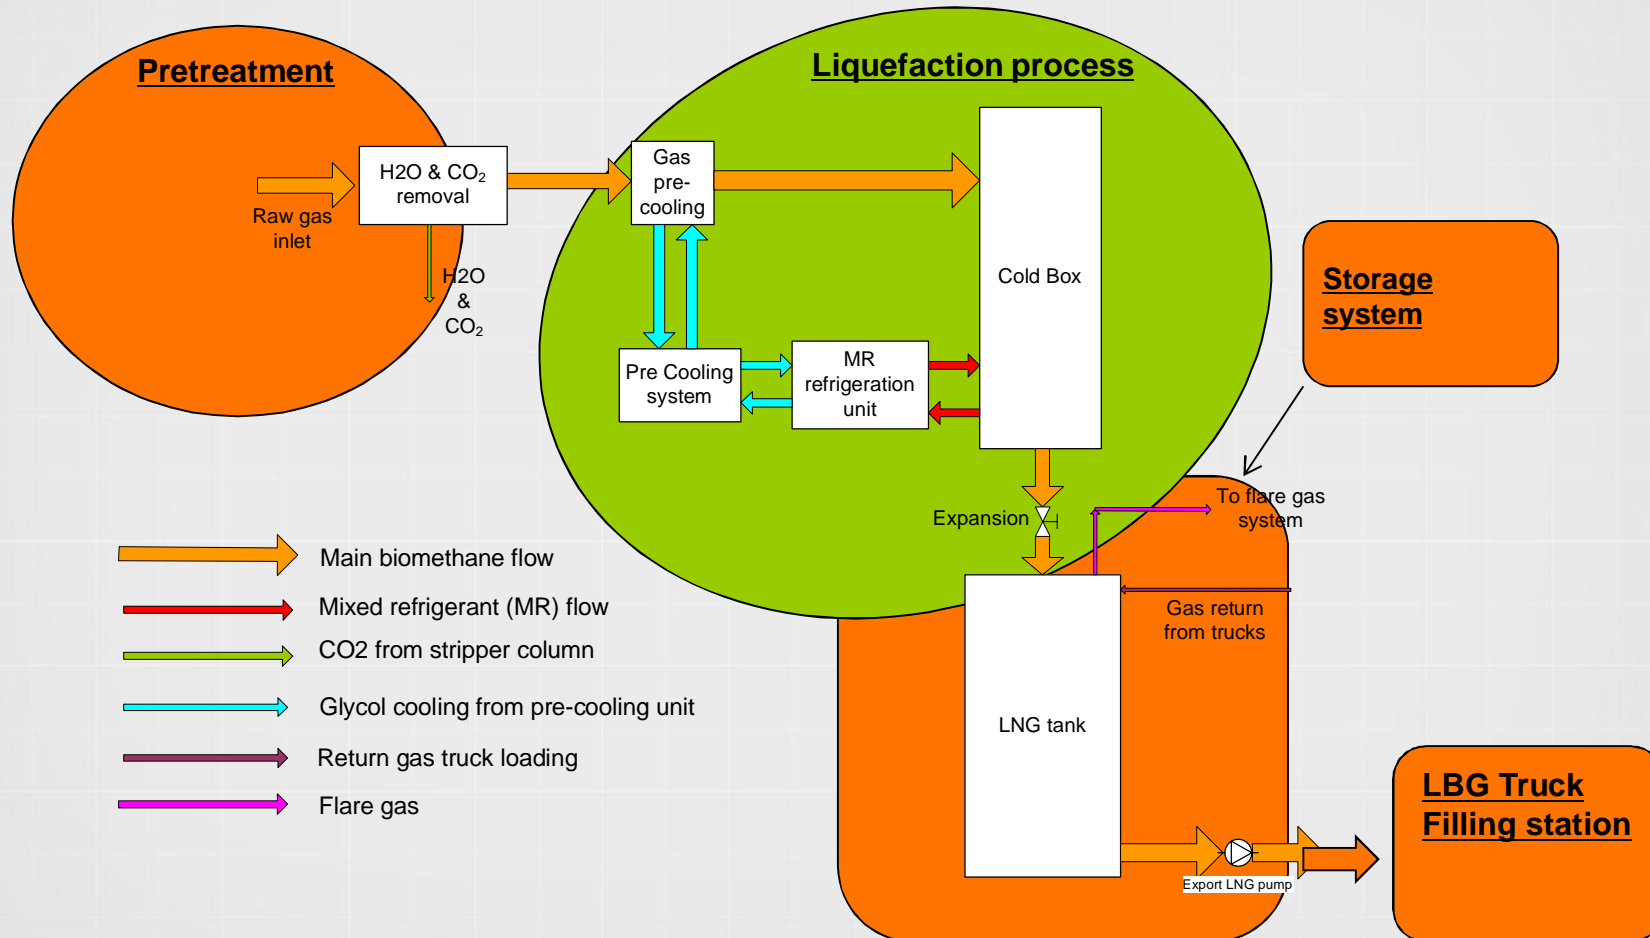 Pretreatment
Liquefaction process
H2O & CO₂
removal
Raw gas
inlet
H2O
&
CO₂
Gas
pre-
cooling
Cold Box
Pre Cooling
system
MR
refrigeration
unit
Storage
system
Expansion
To flare gas
system
Gas return
from trucks
LNG tank
Export LNG pump
LBG Truck
Filling station
Main biomethane flow
Mixed refrigerant (MR) flow
CO2 from stripper column
Glycol cooling from pre-cooling unit
Return gas truck loading
Flare gas